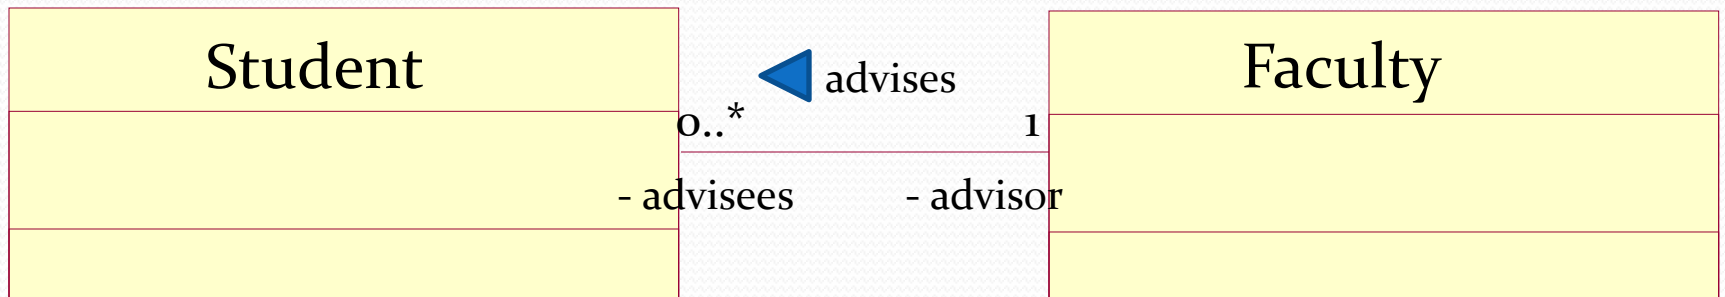 Student
advises
Faculty
0..*
1
- advisees
- advisor